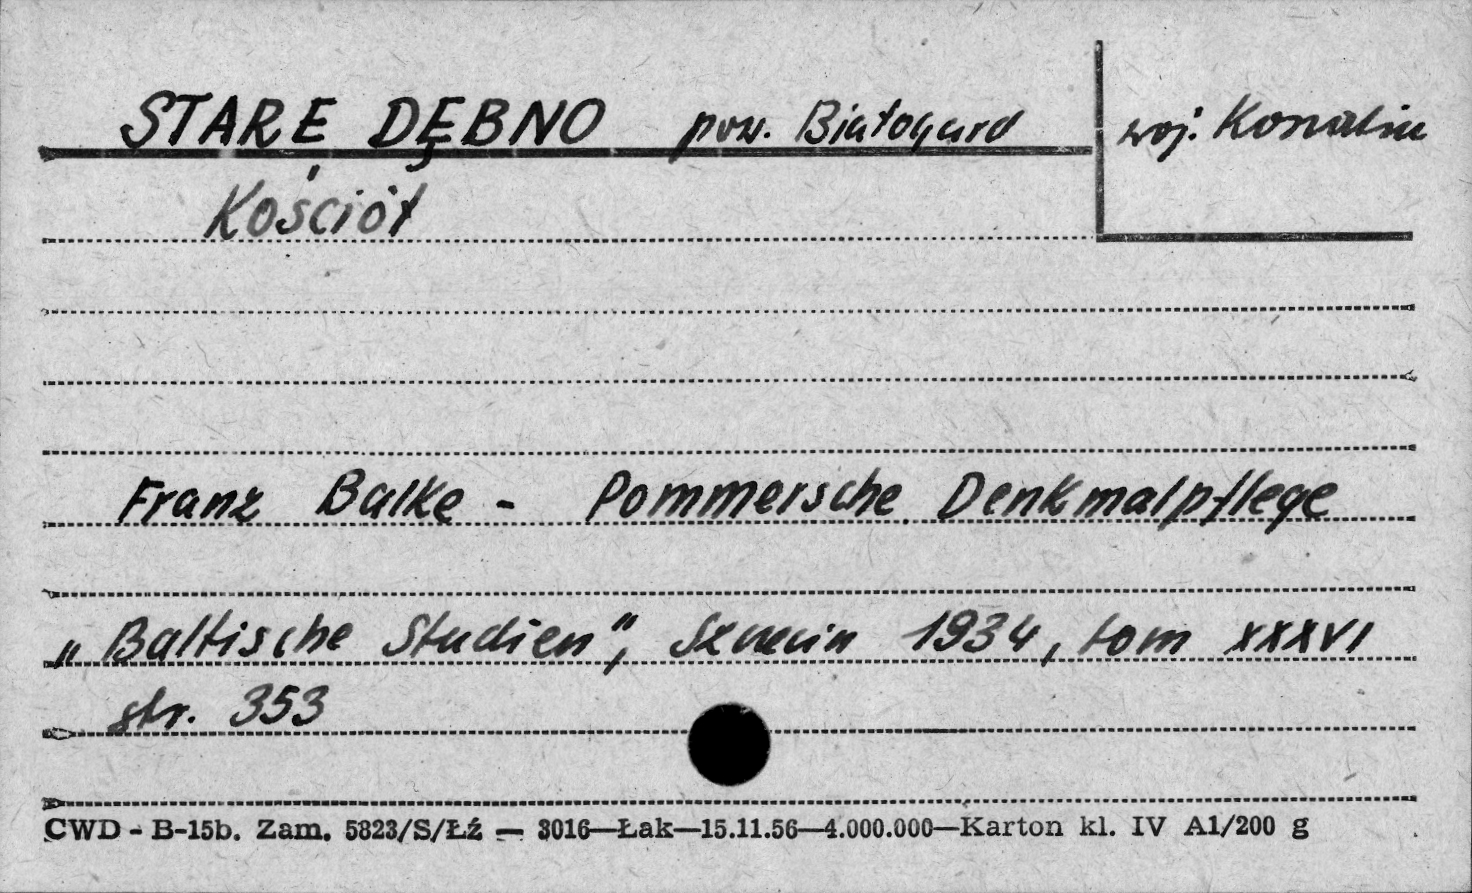 STARE DĘBNO pow. Białogard woj. Koszalin
Kościół
Franz Balke - Pommersche Denkmalpflege
„Baltische Studien", Szczecin 1934, tom XXXVI
str. 353
CWD - B-15b. Zam. 5823/S/Łź — 3016—Łak—15.11.56—4.000.000—Karton kl. IV A1/200 g